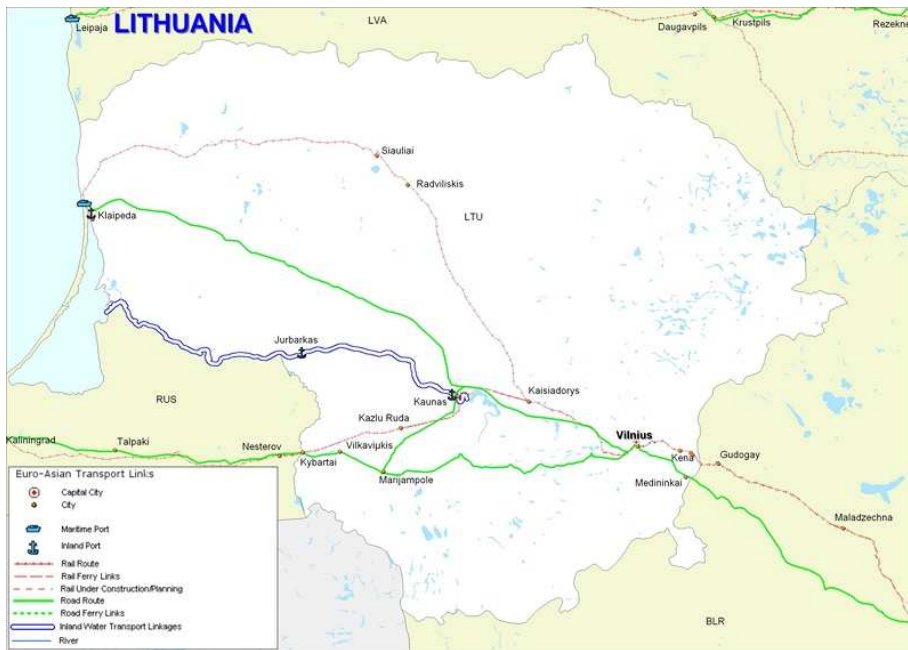 LITHUANIA
Leipaja
LVA
Daugavpils
Krustpils
Rezekne
Siauliai
Radviliskis
LTU
Klaipeda
Jurbarkas
RUS
Kaunas
Kaisiadorys
Kazlu Ruda
Vilnius
Kaliningrad
Talpaki
Nesterov
Vilkavijkis
Kybartai
Kena
Gudogay
Marijampole
Medininkai
Maladzechna
BLR
Euro-Asian Transport Links
Capital City
City
Maritime Port
Inland Port
Rail Route
Rail Ferry Links
Rail Under Construction/Planning
Road Route
Road Ferry Links
Inland Water Transport Linkages
River